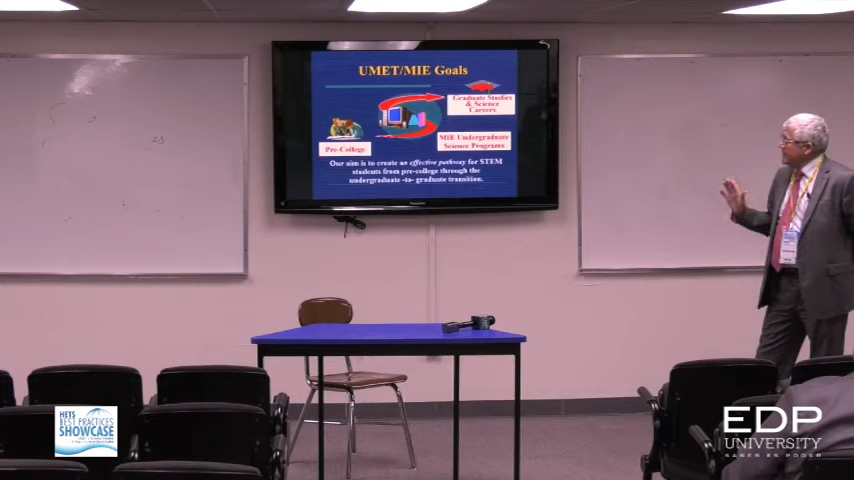 UMET/MIE Goals
Graduate Studies
& Science
Careers
MIE Undergraduate
Science Programs
Pre-College
Our aim is to create an effective pathway for STEM
students from pre-college through the
undergraduate -to- graduate transition.
HETS
BEST PRACTICES
SHOWCASE
EDP
UNIVERSITY
SABER ES PODER